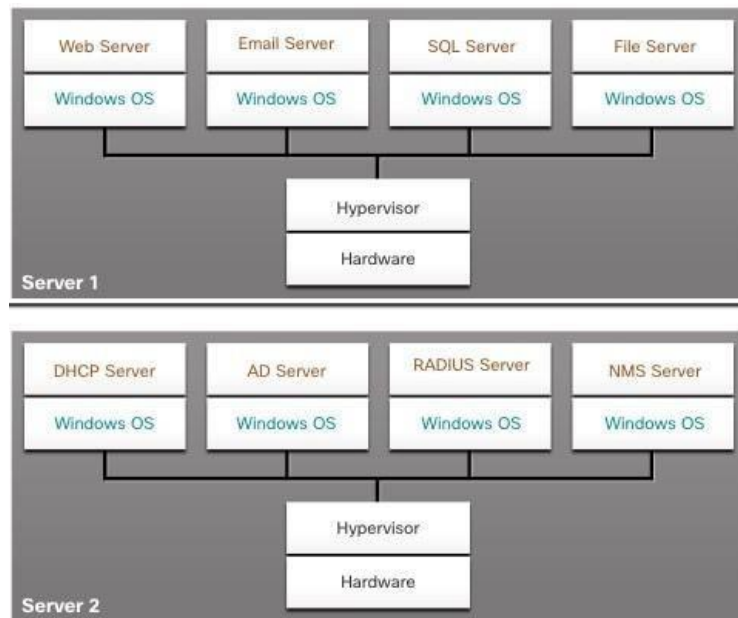 Web Server Email Server SQL Server File Server
Windows OS Windows OS Windows OS Windows OS
Hypervisor
Hardware
Server 1
DHCP Server AD Server RADIUS Server NMS Server
Windows OS Windows OS Windows OS Windows OS
Hypervisor
Hardware
Server 2